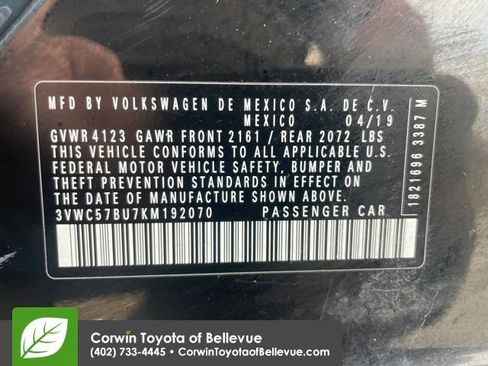 MFD BY VOLKSWAGEN DE MEXICO S.A. DE C.V.
MEXICO 04/19
GVWR 4123 GAWR FRONT 2161 / REAR 2072 LBS
THIS VEHICLE CONFORMS TO ALL APPLICABLE
FEDERAL MOTOR VEHICLE SAFETY, BUMPER AND
THEFT PREVENTION STANDARDS IN EFFECT ON
THE DATE OF MANUFACTURE SHOWN ABOVE.
3VWC57BU7KM192070 PASSENGER CAR
1821696 3387 M
Corwin Toyota of Bellevue
(402) 733-4445 • CorwinToyotaofBellevue.com